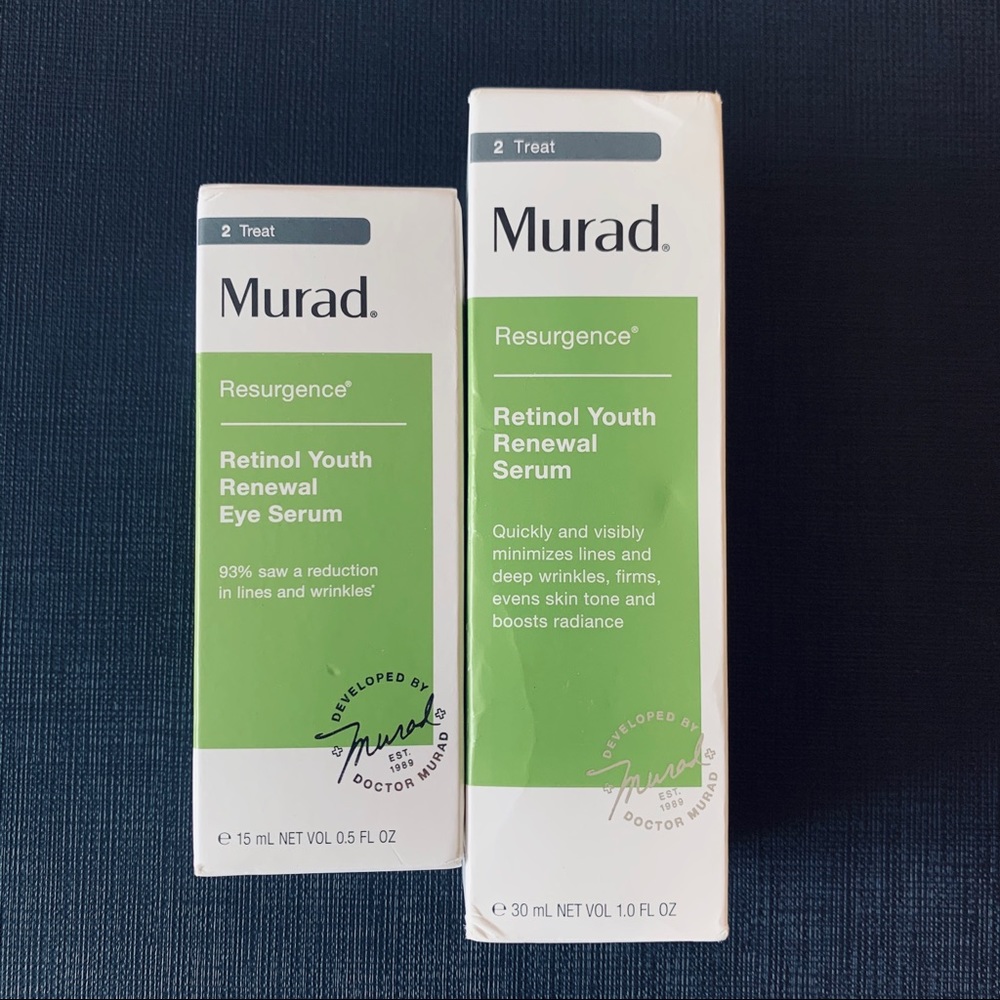 2 Treat
Murad®
Resurgence®
Retinol Youth
Renewal
Eye Serum
93% saw a reduction
in lines and wrinkles*
DEVELOPED BY
Murad
EST.
1989
DOCTOR MURAD
℮ 15 mL NET VOL 0.5 FL OZ
2 Treat
Murad®
Resurgence®
Retinol Youth
Renewal
Serum
Quickly and visibly
minimizes lines and
deep wrinkles, firms,
evens skin tone and
boosts radiance
DEVELOPED BY
Murad
EST.
1989
DOCTOR MURAD
℮ 30 mL NET VOL 1.0 FL OZ